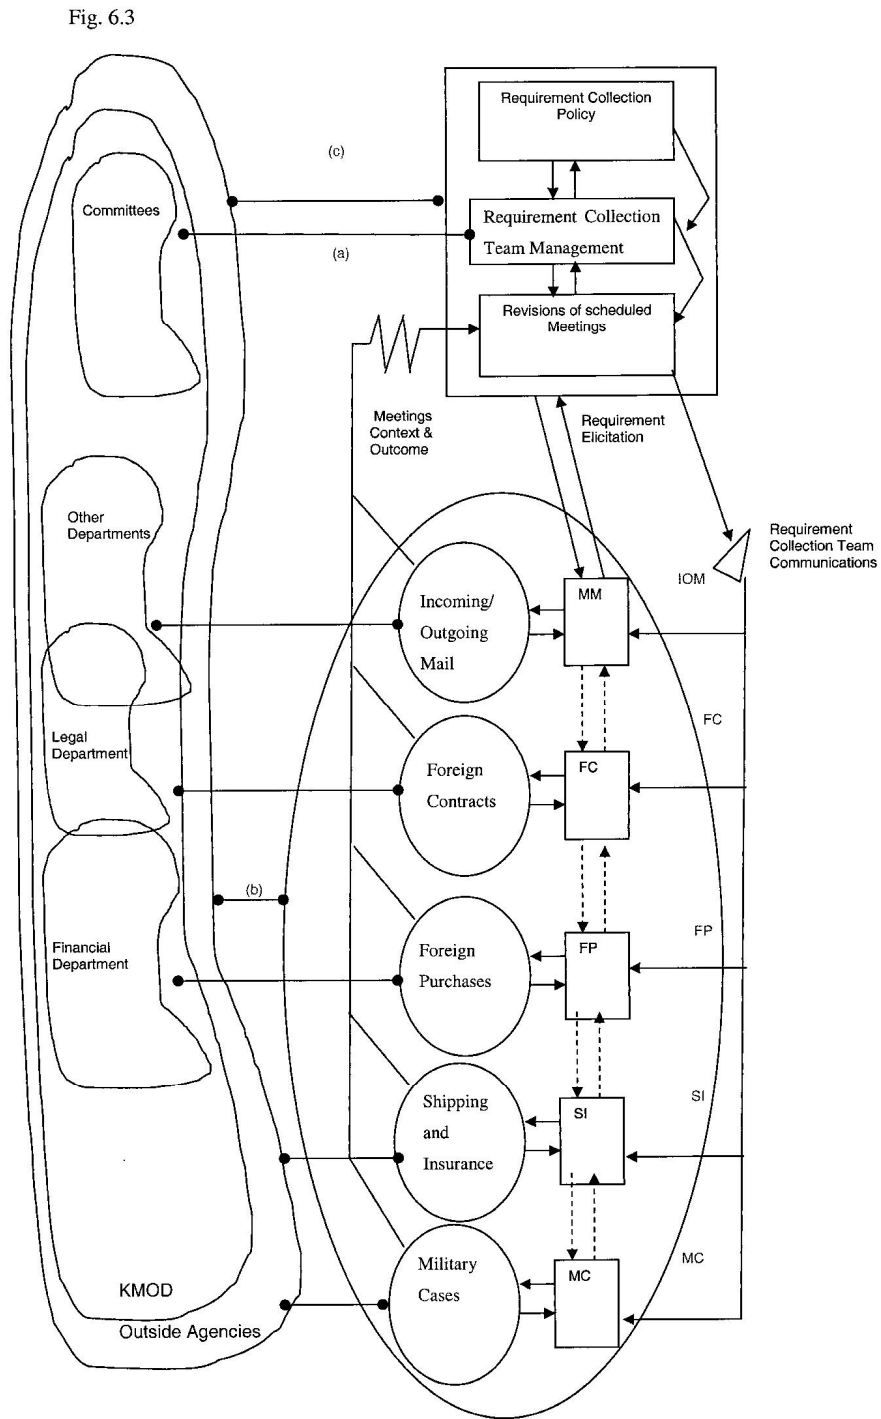 Fig. 6.3
Requirement Collection
Policy
(c)
Committees
Requirement Collection
Team Management
(a)
Revisions of scheduled
Meetings
Meetings
Context &
Outcome
Requirement
Elicitation
Other
Departments
Requirement
Collection Team
Communications
IOM
MM
Incoming/
Outgoing
Mail
FC
Legal
Department
Foreign
Contracts
FC
(b)
FP
Financial
Department
Foreign
Purchases
FP
SI
Shipping
and
Insurance
SI
MC
Military
Cases
MC
KMOD
Outside Agencies